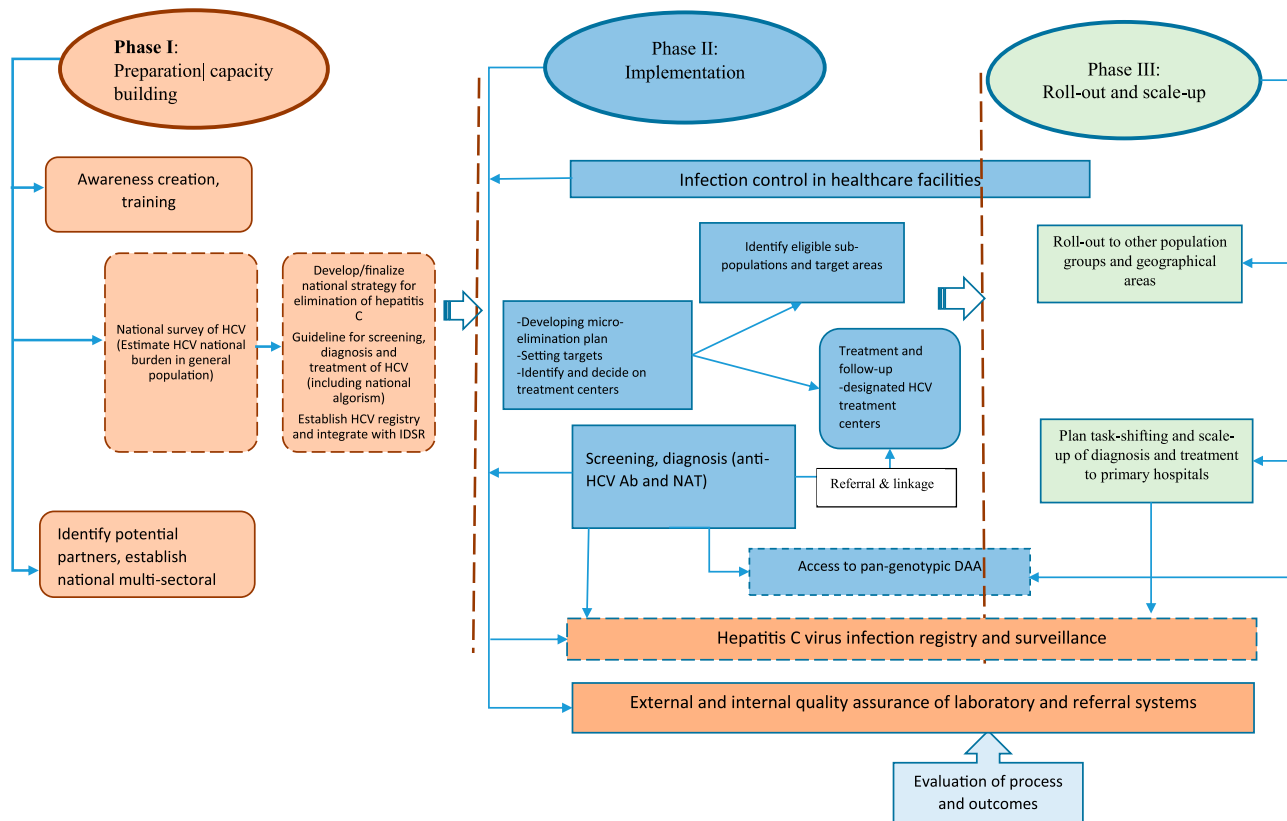 Phase I:
Preparation| capacity
building
Phase II:
Implementation
Phase III:
Roll-out and scale-up
Awareness creation,
training
Infection control in healthcare facilities
National survey of HCV
(Estimate HCV national
burden in general
population)
Develop/finalize
national strategy for
elimination of hepatitis
C
Guideline for screening,
diagnosis and
treatment of HCV
(including national
algorism)
Establish HCV registry
and integrate with IDSR
Identify eligible sub-
populations and target areas
-Developing micro-
elimination plan
-Setting targets
-Identify and decide on
treatment centers
Treatment and
follow-up
-designated HCV
treatment
centers
Roll-out to other population
groups and geographical
areas
Screening, diagnosis (anti-
HCV Ab and NAT)
Referral & linkage
Plan task-shifting and scale-
up of diagnosis and treatment
to primary hospitals
Identify potential
partners, establish
national multi-sectoral
Access to pan-genotypic DAA
Hepatitis C virus infection registry and surveillance
External and internal quality assurance of laboratory and referral systems
Evaluation of process
and outcomes